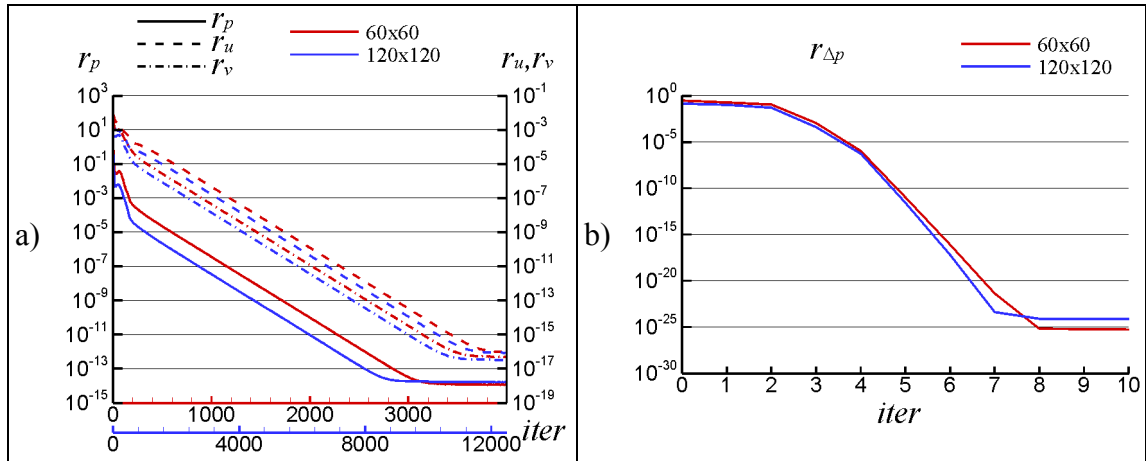 a)
r_p
r_u
r_v
60x60
120x120
r_p
r_u,r_v
10^3
10^1
10^-1
10^-3
10^-5
10^-7
10^-9
10^-11
10^-13
10^-15
10^-1
10^-3
10^-5
10^-7
10^-9
10^-11
10^-13
10^-15
10^-17
10^-19
0 1000 2000 3000
iter
0 4000 8000 12000
b)
r_Δp
60x60
120x120
10^0
10^-5
10^-10
10^-15
10^-20
10^-25
10^-30
0 1 2 3 4 5 6 7 8 9 10
iter